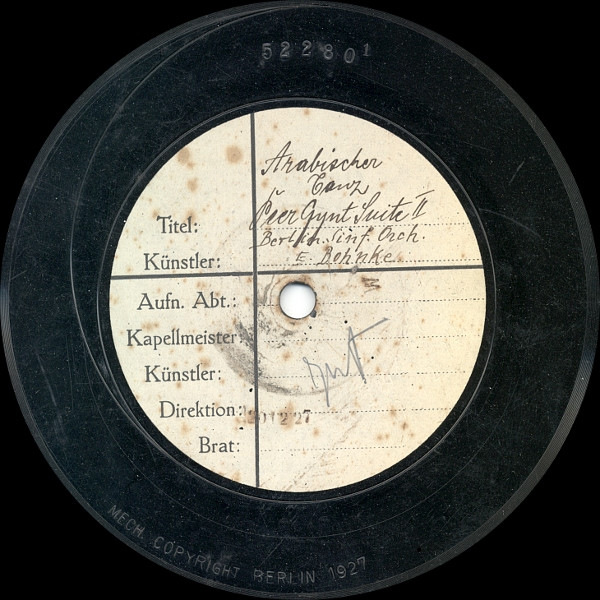 52280¹
Arabischer
Tanz
Titel: Peer Gynt Suite II
Berlin. Sinf. Orch.
Künstler: E. Bohnke
Aufn. Abt.:
Kapellmeister:
gut
Künstler:
Direktion:
Brat:
MECH. COPYRIGHT BERLIN 1927